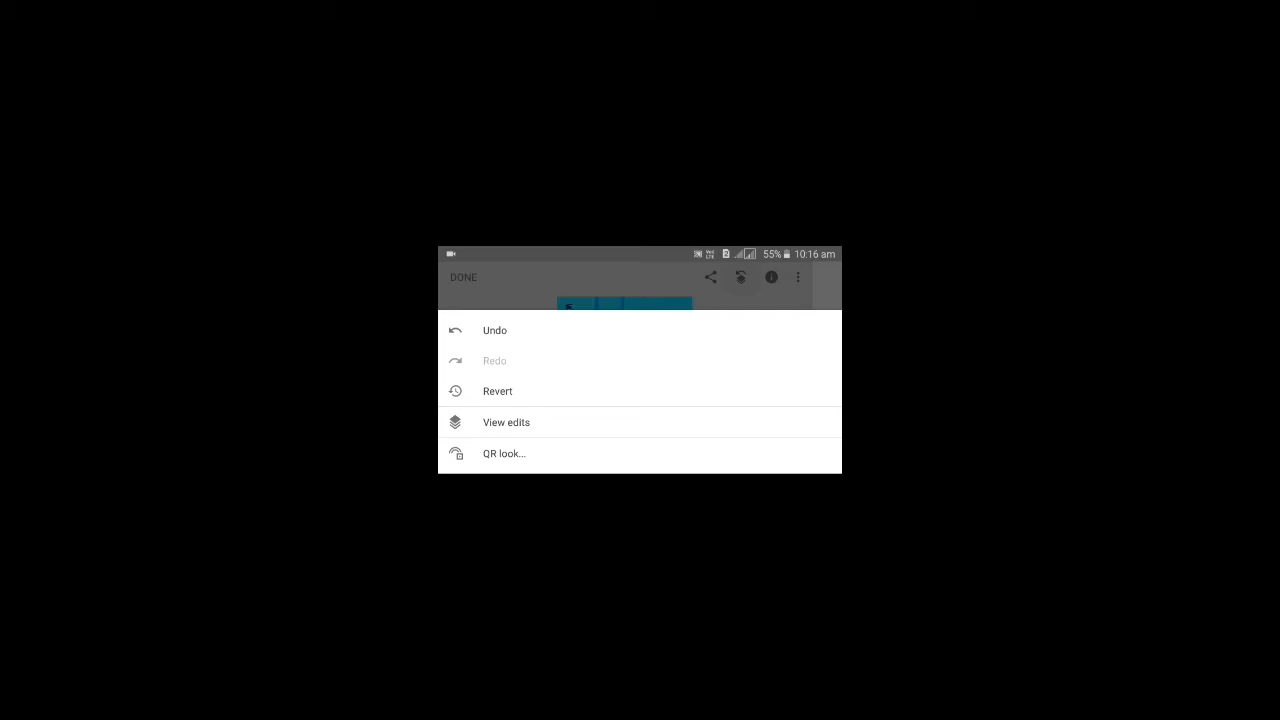 55% 10:16 am
DONE
Undo
Redo
Revert
View edits
QR look...